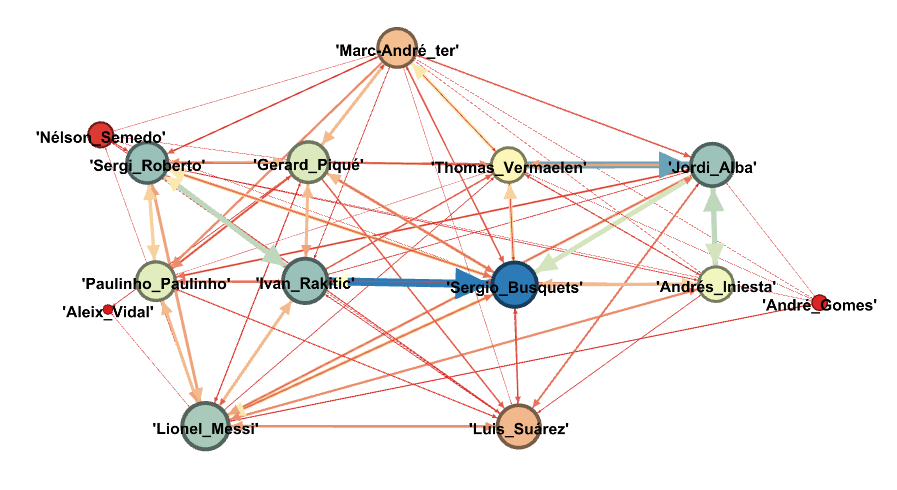 'Marc-André_ter'
'Nélson_Semedo'
'Sergi_Roberto'
'Gerard_Piqué'
'Thomas_Vermaelen'
'Jordi_Alba'
'Paulinho_Paulinho'
'Ivan_Rakitic'
'Sergio_Busquets'
'Andrés_Iniesta'
'Aleix_Vidal'
'André_Gomes'
'Lionel_Messi'
'Luis_Suárez'